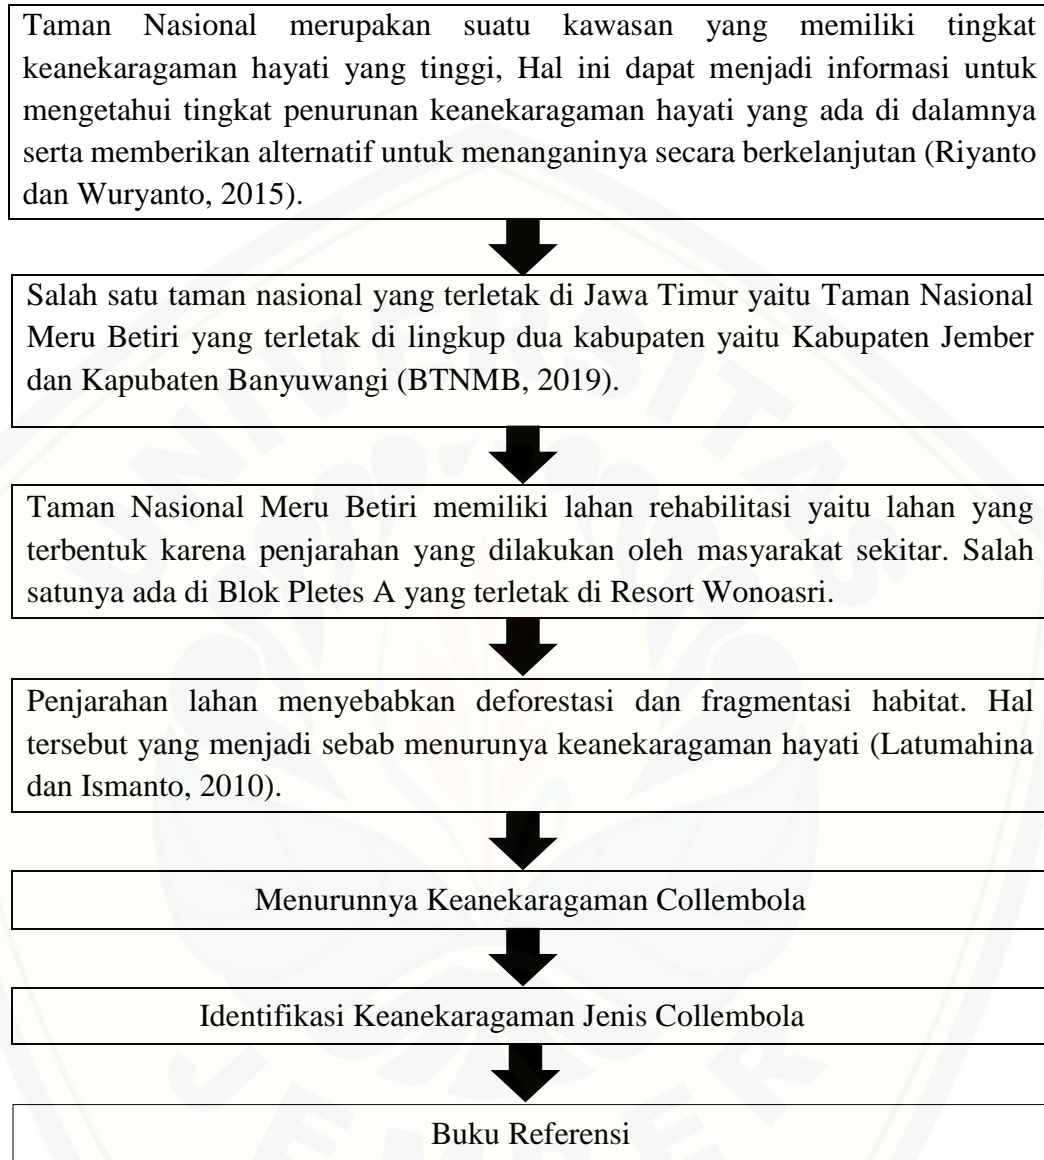 Taman Nasional merupakan suatu kawasan yang memiliki tingkat
keanekaragaman hayati yang tinggi, Hal ini dapat menjadi informasi untuk
mengetahui tingkat penurunan keanekaragaman hayati yang ada di dalamnya
serta memberikan alternatif untuk menanganinya secara berkelanjutan (Riyanto
dan Wuryanto, 2015).
Salah satu taman nasional yang terletak di Jawa Timur yaitu Taman Nasional
Meru Betiri yang terletak di lingkup dua kabupaten yaitu Kabupaten Jember
dan Kapubaten Banyuwangi (BTNMB, 2019).
Taman Nasional Meru Betiri memiliki lahan rehabilitasi yaitu lahan yang
terbentuk karena penjarahan yang dilakukan oleh masyarakat sekitar. Salah
satunya ada di Blok Pletes A yang terletak di Resort Wonoasri.
Penjarahan lahan menyebabkan deforestasi dan fragmentasi habitat. Hal
tersebut yang menjadi sebab menurunya keanekaragaman hayati (Latumahina
dan Ismanto, 2010).
Menurunnya Keanekaragaman Collembola
Identifikasi Keanekaragaman Jenis Collembola
Buku Referensi
UNIVERSITAS
JEMBER